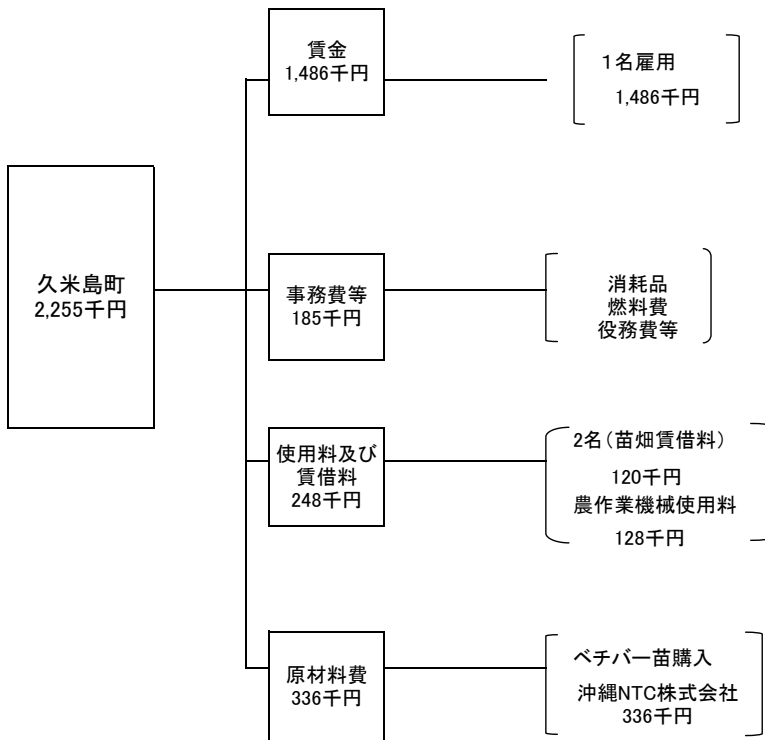 久米島町
2,255千円
賃金
1,486千円
1名雇用
1,486千円
事務費等
185千円
消耗品
燃料費
役務費等
使用料及び
賃借料
248千円
2名（苗畑賃借料）
120千円
農作業機械使用料
128千円
原材料費
336千円
ベチバー苗購入
沖縄NTC株式会社
336千円